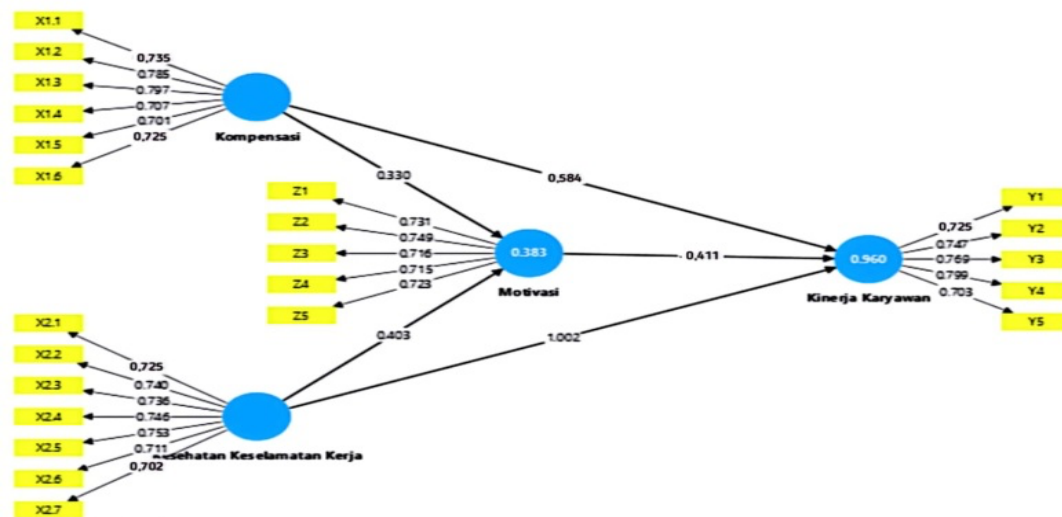 X1.1
X1.2
X1.3
X1.4
X1.5
X1.6
0,735
0.785
0.797
0.707
0.701
0,725
Kompensasi
0.330
0,584
Z1
Z2
Z3
Z4
Z5
0.731
0.749
0.716
0.715
0.723
0.383
Motivasi
0,411
0.403
1.002
0.960
Kinerja Karyawan
0,725
0.747
0.769
0.799
0.703
Y1
Y2
Y3
Y4
Y5
X2.1
X2.2
X2.3
X2.4
X2.5
X2.6
X2.7
0,725
0.740
0.736
0.746
0.753
0.711
0,702
esehatan Keselamatan Kerja